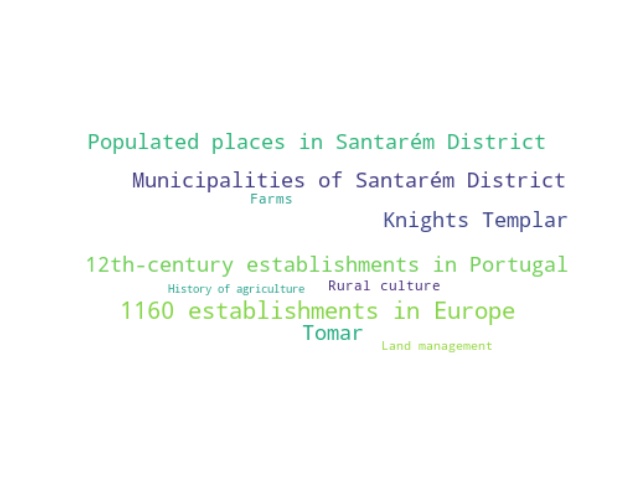 Populated places in Santarém District
Municipalities of Santarém District
Farms
Knights Templar
12th-century establishments in Portugal
History of agriculture
Rural culture
1160 establishments in Europe
Tomar
Land management